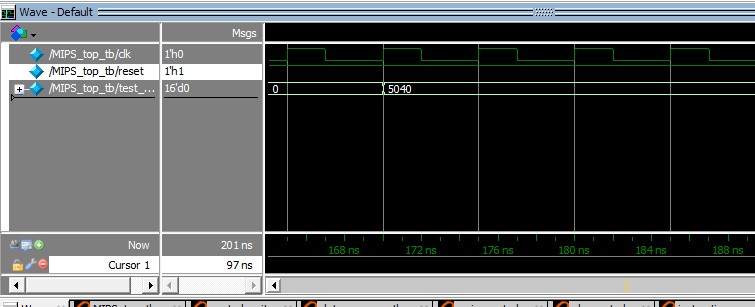 Wave - Default
Msgs
/MIPS_top_tb/clk 1'h0
/MIPS_top_tb/reset 1'h1
/MIPS_top_tb/test_... 16'd0 0 5040
Now 201 ns 168 ns 172 ns 176 ns 180 ns 184 ns 188 ns
Cursor 1 97 ns